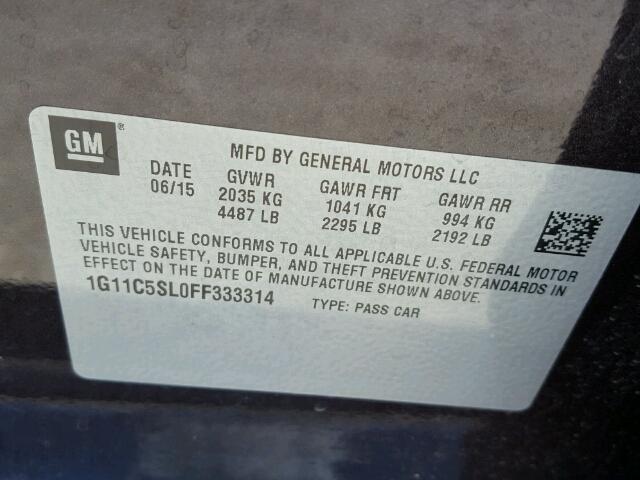 GM®
MFD BY GENERAL MOTORS LLC
DATE GVWR GAWR FRT GAWR RR
06/15 2035 KG 1041 KG 994 KG
4487 LB 2295 LB 2192 LB
THIS VEHICLE CONFORMS TO ALL APPLICABLE U.S. FEDERAL MOTOR
VEHICLE SAFETY, BUMPER, AND THEFT PREVENTION STANDARDS IN
EFFECT ON THE DATE OF MANUFACTURE SHOWN ABOVE.
1G11C5SL0FF333314 TYPE: PASS CAR